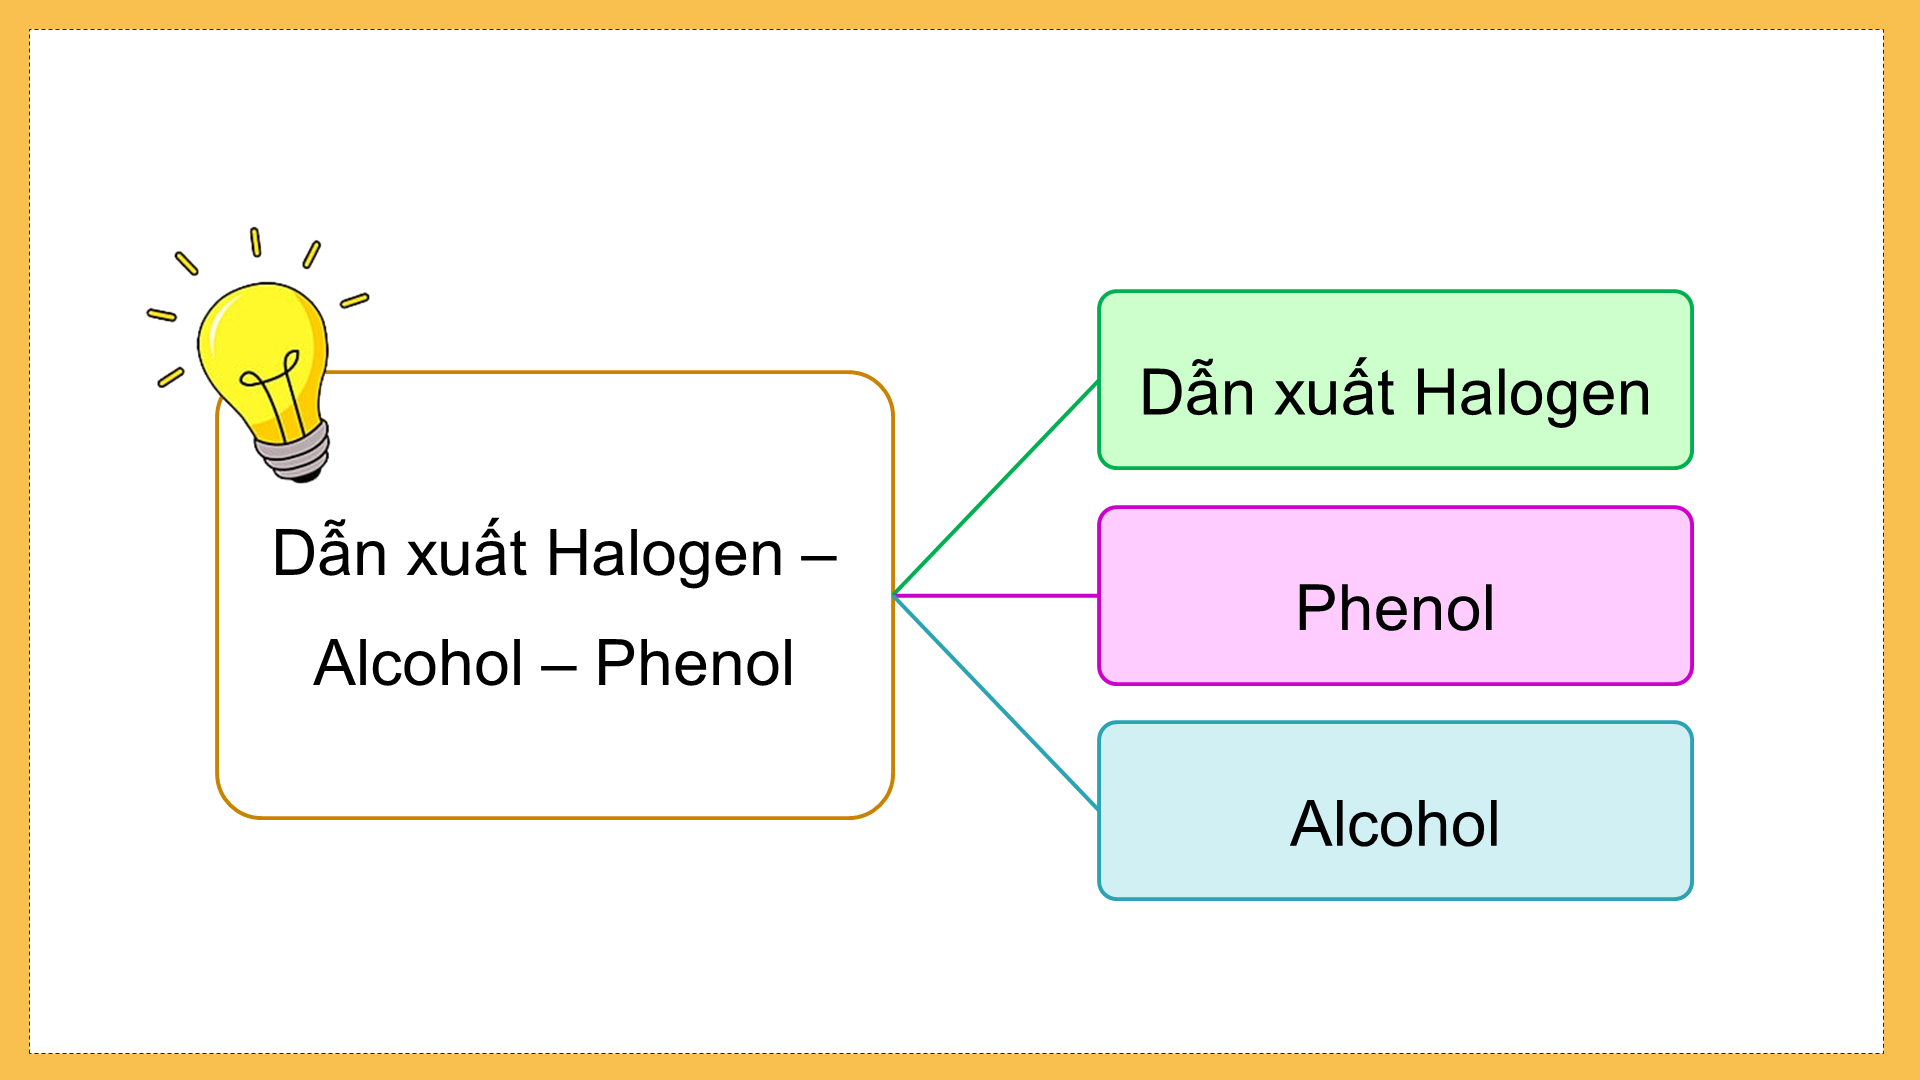 Dẫn xuất Halogen –
Alcohol – Phenol
Dẫn xuất Halogen
Phenol
Alcohol